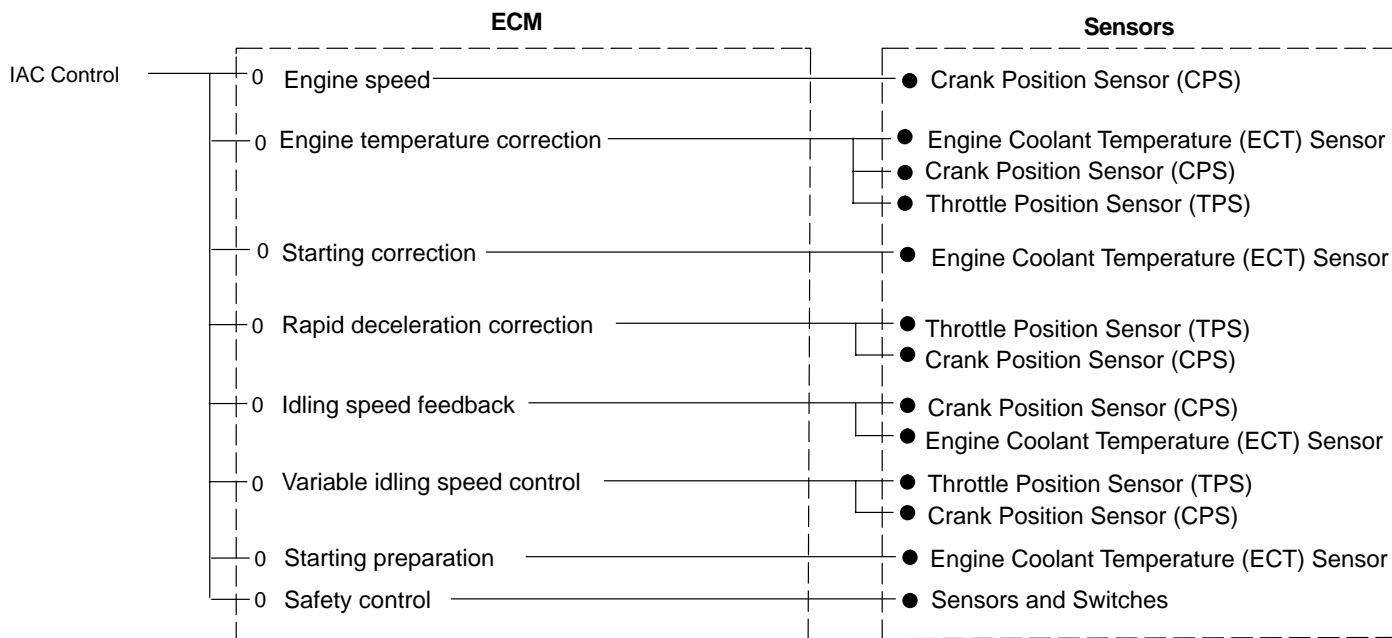 ECM
Sensors
IAC Control
0 Engine speed
Crank Position Sensor (CPS)
0 Engine temperature correction
Engine Coolant Temperature (ECT) Sensor
Crank Position Sensor (CPS)
Throttle Position Sensor (TPS)
0 Starting correction
Engine Coolant Temperature (ECT) Sensor
0 Rapid deceleration correction
Throttle Position Sensor (TPS)
Crank Position Sensor (CPS)
0 Idling speed feedback
Crank Position Sensor (CPS)
Engine Coolant Temperature (ECT) Sensor
0 Variable idling speed control
Throttle Position Sensor (TPS)
Crank Position Sensor (CPS)
0 Starting preparation
Engine Coolant Temperature (ECT) Sensor
0 Safety control
Sensors and Switches